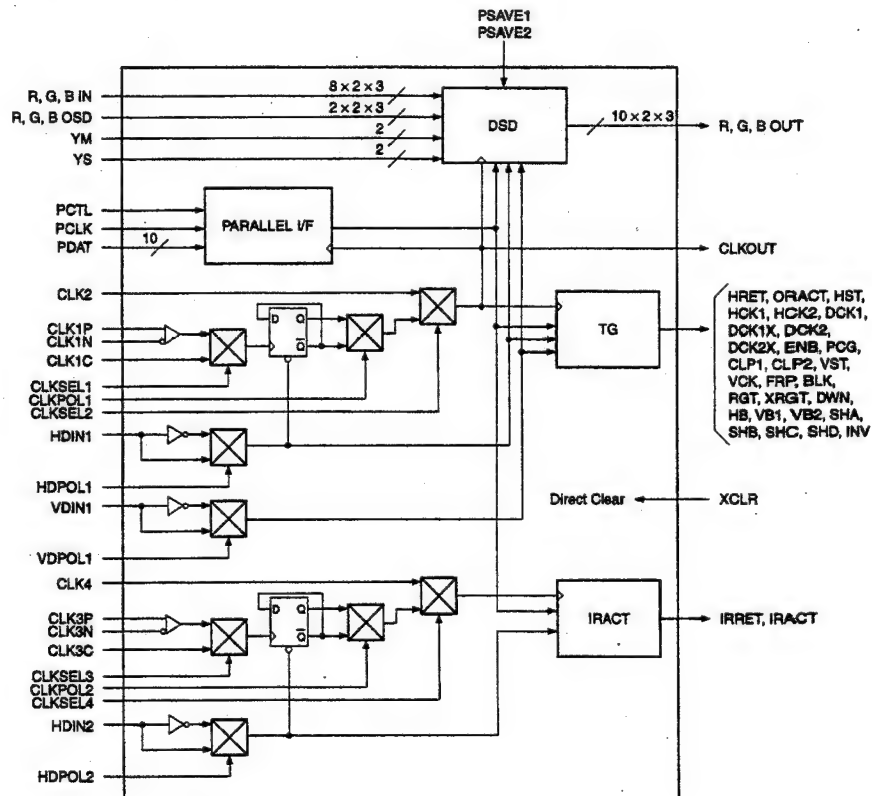 PSAVE1
PSAVE2
R, G, B IN
8 × 2 × 3
R, G, B OSD
2 × 2 × 3
YM
2
YS
2
DSD
10 × 2 × 3
R, G, B OUT
PCTL
PCLK
PDAT
10
PARALLEL I/F
CLKOUT
CLK2
CLK1P
CLK1N
CLK1C
CLKSEL1
CLKPOL1
CLKSEL2
D Q
Q
TG
HRET, ORACT, HST,
HCK1, HCK2, DCK1,
DCK1X, DCK2,
DCK2X, ENB, PCG,
CLP1, CLP2, VST,
VCK, FRP, BLK,
RGT, XRGT, DWN,
HB, VB1, VB2, SHA,
SHB, SHC, SHD, INV
HDIN1
HDPOL1
VDIN1
VDPOL1
Direct Clear
XCLR
CLK4
CLK3P
CLK3N
CLK3C
CLKSEL3
CLKPOL2
CLKSEL4
D Q
Q
IRACT
IRRET, IRACT
HDIN2
HDPOL2